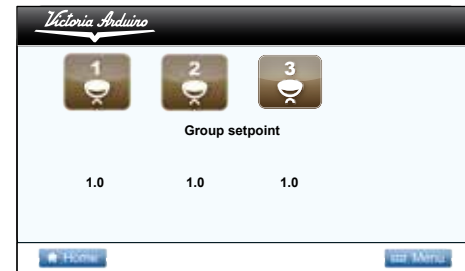 Victoria Arduino
1 2 3
Group setpoint
1.0 1.0 1.0
Home Menu